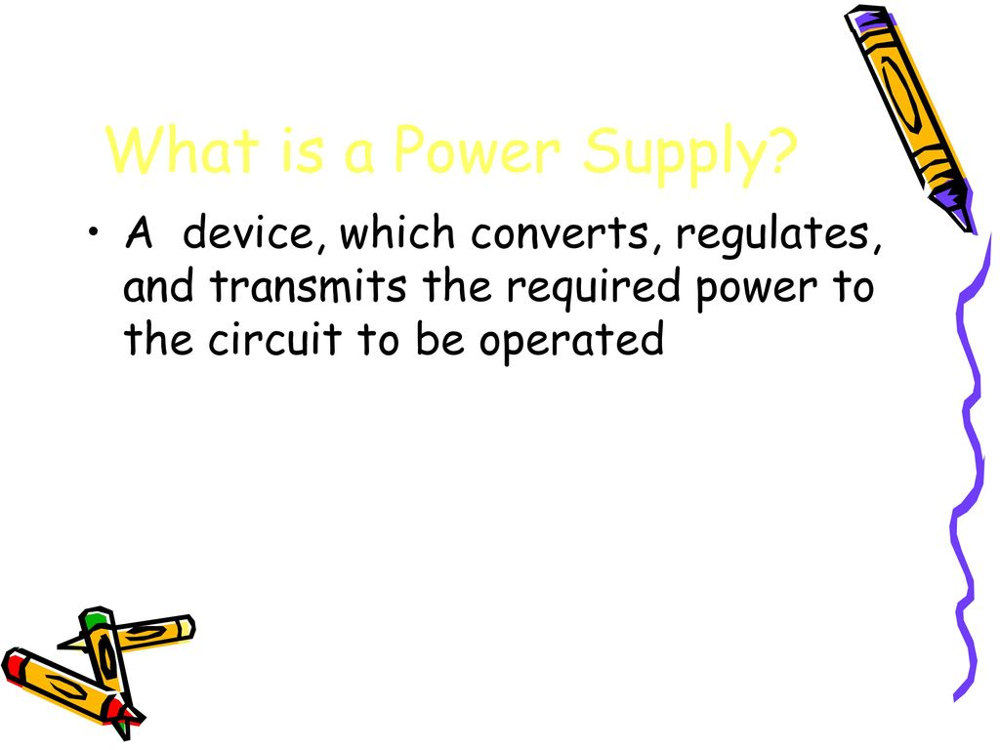 What is a Power Supply?
• A  device, which converts, regulates,
and transmits the required power to
the circuit to be operated